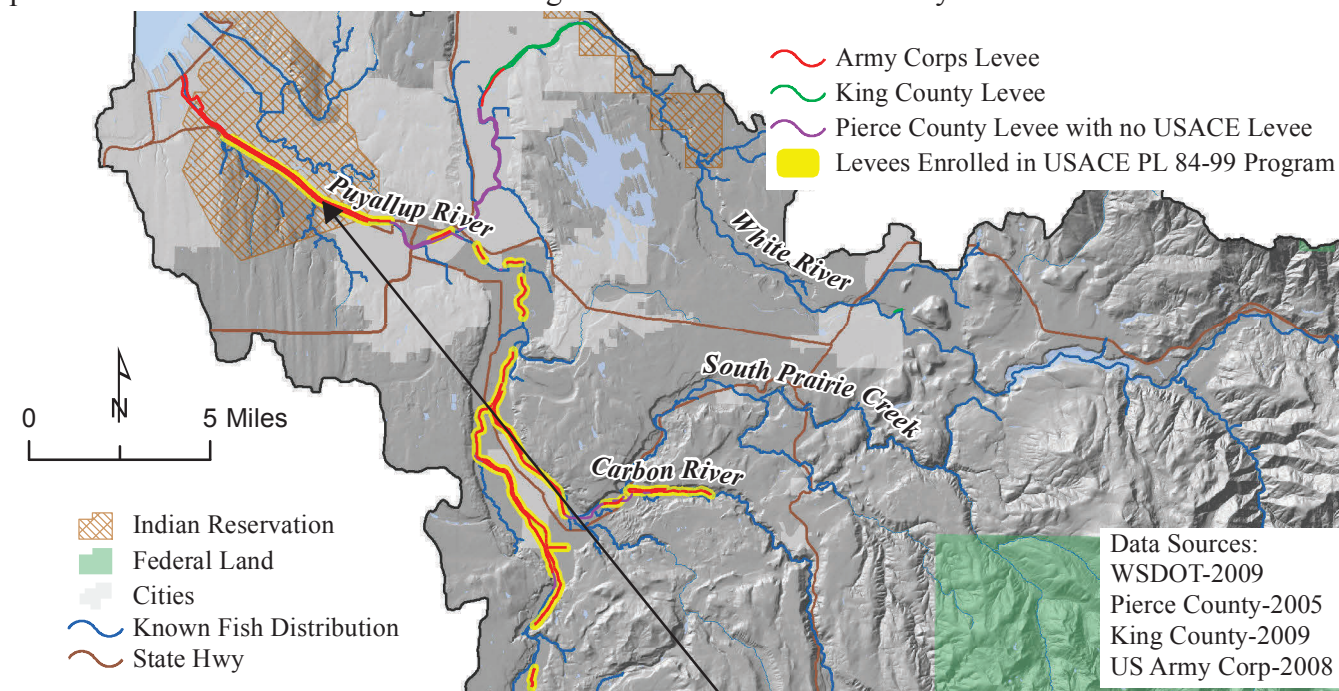 Army Corps Levee
King County Levee
Pierce County Levee with no USACE Levee
Levees Enrolled in USACE PL 84-99 Program
Puyallup River
White River
South Prairie Creek
Carbon River
N
0 5 Miles
Indian Reservation
Federal Land
Cities
Known Fish Distribution
State Hwy
Data Sources:
WSDOT-2009
Pierce County-2005
King County-2009
US Army Corp-2008